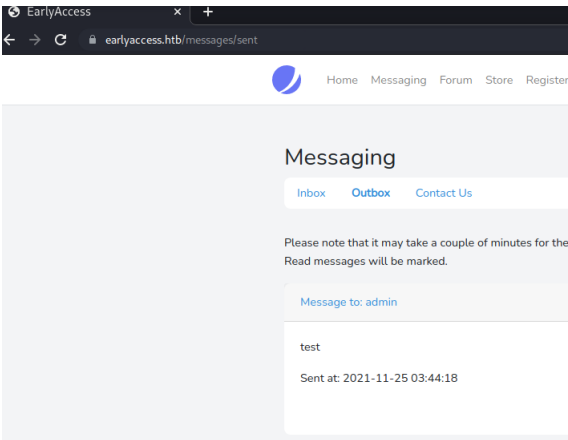 EarlyAccess
earlyaccess.htb/messages/sent
Home Messaging Forum Store Register
Messaging
Inbox Outbox Contact Us
Please note that it may take a couple of minutes for the
Read messages will be marked.
Message to: admin
test
Sent at: 2021-11-25 03:44:18